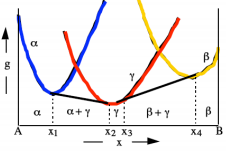 α
β
γ
g
α α + γ γ β + γ β
A x₁ x₂ x₃ x₄ B
x